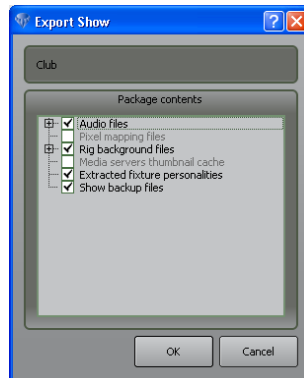 Export Show
Club
Package contents
Audio files
Pixel mapping files
Rig background files
Media servers thumbnail cache
Extracted fixture personalities
Show backup files
OK
Cancel